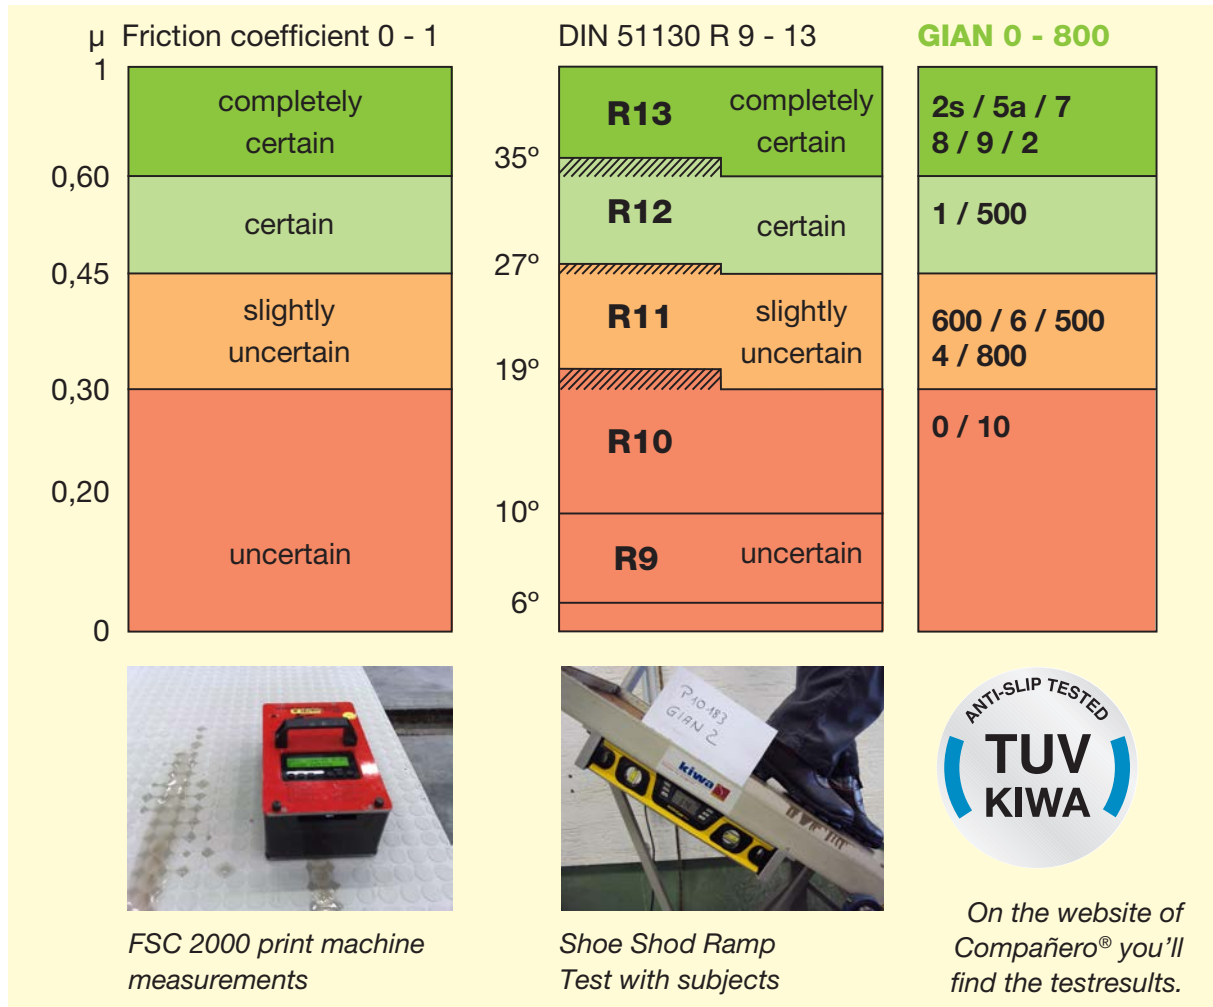 µ Friction coefficient 0 - 1
1
completely
certain
0,60
certain
0,45
slightly
uncertain
0,30
0,20
uncertain
0
DIN 51130 R 9 - 13
R13 completely
certain
35º
R12 certain
27º
R11 slightly
uncertain
19º
R10
10º
R9 uncertain
6º
GIAN 0 - 800
2s / 5a / 7
8 / 9 / 2
1 / 500
600 / 6 / 500
4 / 800
0 / 10
P10183
GIAN 2
kiwa
ANTI-SLIP TESTED
TUV
KIWA
FSC 2000 print machine
measurements
Shoe Shod Ramp
Test with subjects
On the website of
Compañero® you'll
find the testresults.